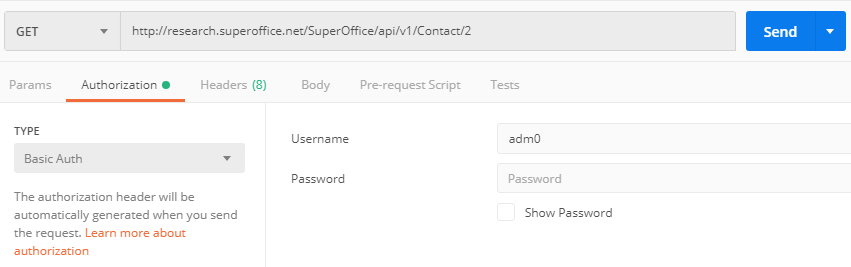 GET http://research.superoffice.net/SuperOffice/api/v1/Contact/2 Send
Params Authorization Headers (8) Body Pre-request Script Tests
TYPE
Basic Auth
The authorization header will be
automatically generated when you send
the request. Learn more about
authorization
Username adm0
Password Password
Show Password